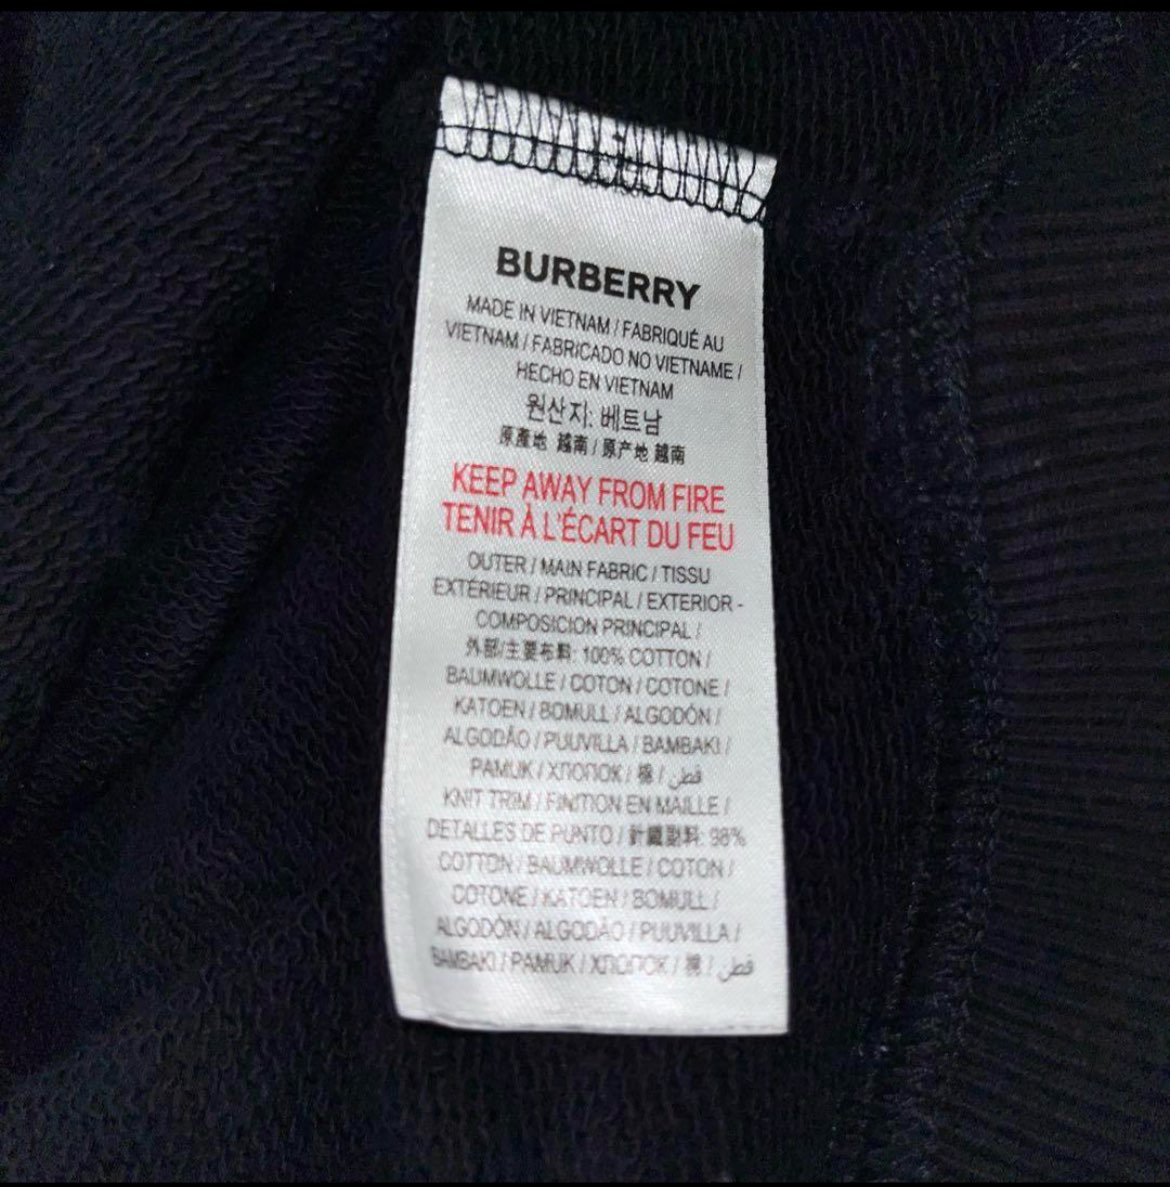 BURBERRY
MADE IN VIETNAM / FABRIQUÉ AU
VIETNAM / FABRICADO NO VIETNAME /
HECHO EN VIETNAM
원산지: 베트남
原產地 越南 / 原产地 越南
KEEP AWAY FROM FIRE
TENIR À L'ÉCART DU FEU
OUTER / MAIN FABRIC / TISSU
EXTÉRIEUR / PRINCIPAL / EXTERIOR -
COMPOSICION PRINCIPAL /
外部/主要布料: 100% COTTON /
BAUMWOLLE / COTON / COTONE /
KATOEN / BOMULL / ALGODÓN /
ALGODÃO / PUUVILLA / BAMBAKI /
PAMUK / ХЛОПОК / 棉 / قطن
KNIT TRIM / FINITION EN MAILLE /
DETALLES DE PUNTO / 針織副料: 98%
COTTON / BAUMWOLLE / COTON /
COTONE / KATOEN / BOMULL /
ALGODÓN / ALGODÃO / PUUVILLA /
BAMBAKI / PAMUK / ХЛОПОК / 棉 / قطن